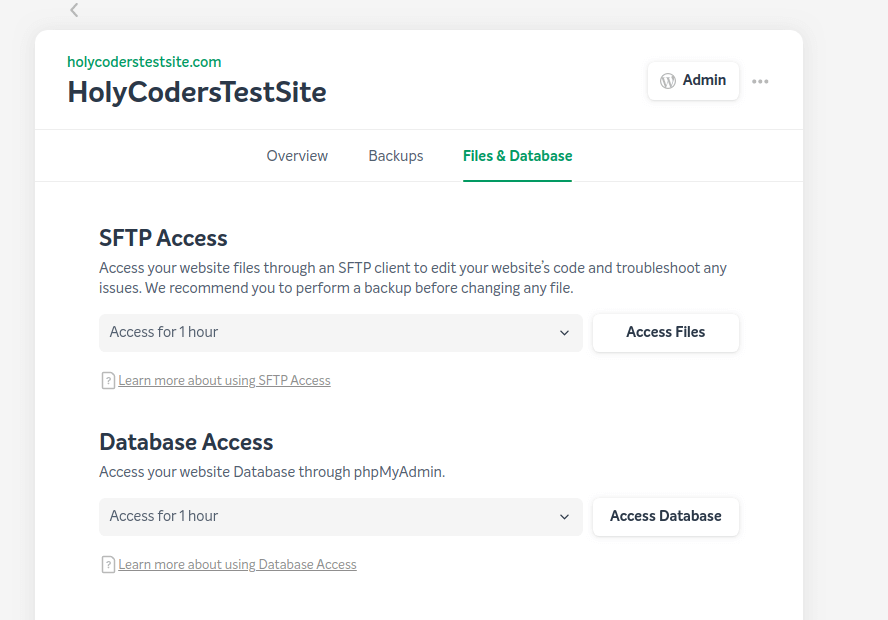 holycoderstestsite.com
HolyCodersTestSite
Admin
Overview Backups Files & Database
SFTP Access
Access your website files through an SFTP client to edit your website's code and troubleshoot any
issues. We recommend you to perform a backup before changing any file.
Access for 1 hour
Access Files
Learn more about using SFTP Access
Database Access
Access your website Database through phpMyAdmin.
Access for 1 hour
Access Database
Learn more about using Database Access